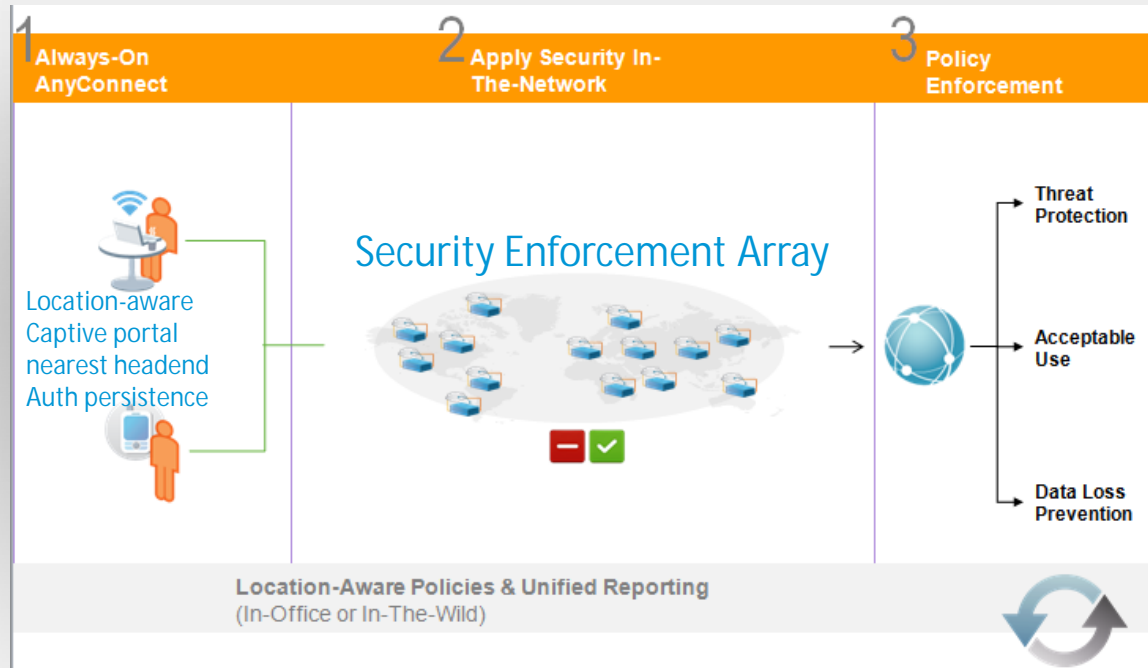 1
Always-On
AnyConnect
2
Apply Security In-
The-Network
3
Policy
Enforcement
Location-aware
Captive portal
nearest headend
Auth persistence
Security Enforcement Array
Threat
Protection
Acceptable
Use
Data Loss
Prevention
Location-Aware Policies & Unified Reporting
(In-Office or In-The-Wild)